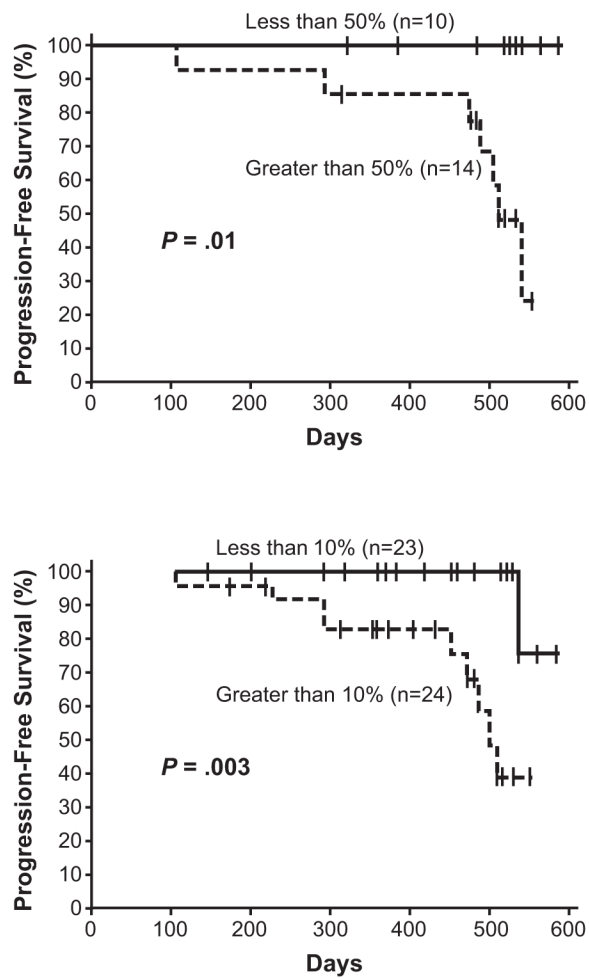 Less than 50% (n=10)
Progression-Free Survival (%)
100
90
80
70
60
50
40
30
20
10
0
Greater than 50% (n=14)
P = .01
0 100 200 300 400 500 600
Days
Less than 10% (n=23)
Progression-Free Survival (%)
100
90
80
70
60
50
40
30
20
10
0
Greater than 10% (n=24)
P = .003
0 100 200 300 400 500 600
Days